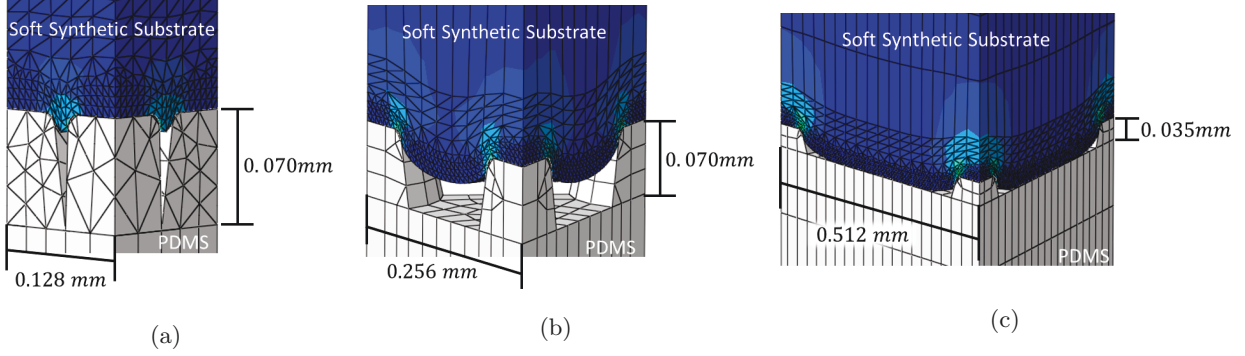 Soft Synthetic Substrate
0.070mm
PDMS
0.128 mm
(a)
Soft Synthetic Substrate
0.070mm
PDMS
0.256 mm
(b)
Soft Synthetic Substrate
0.035mm
0.512 mm
PDMS
(c)